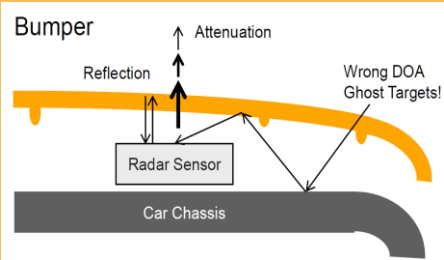 Bumper
Attenuation
Reflection
Wrong DOA
Ghost Targets!
Radar Sensor
Car Chassis